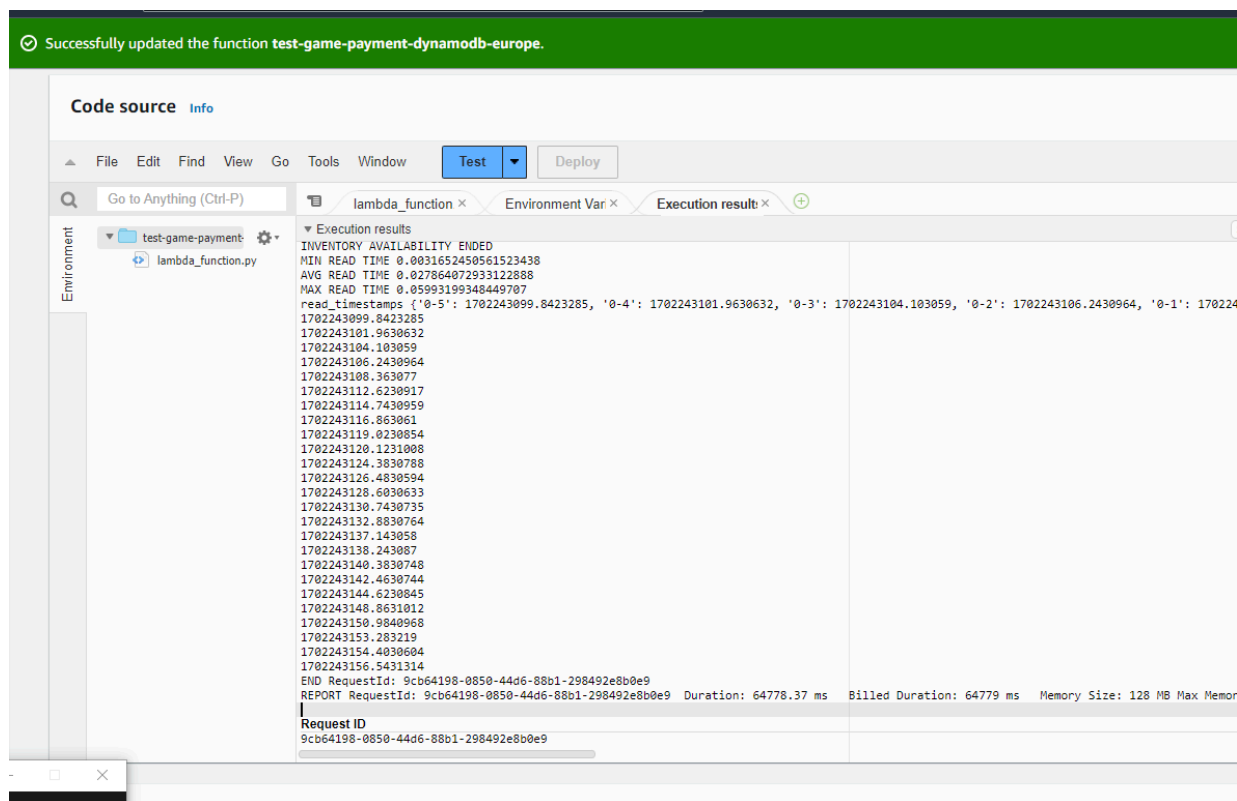 Successfully updated the function test-game-payment-dynamodb-europe.
Code source Info
File Edit Find View Go Tools Window Test Deploy
Go to Anything (Ctrl-P)
lambda_function × Environment Var × Execution result: ×
Environment
test-game-payment-
lambda_function.py
Execution results
INVENTORY AVAILABILITY ENDED
MIN READ TIME 0.0031652450561523438
AVG READ TIME 0.027864072933122888
MAX READ TIME 0.05993199348449707
read_timestamps {'0-5': 1702243099.8423285, '0-4': 1702243101.9630632, '0-3': 1702243104.103059, '0-2': 1702243106.2430964, '0-1': 17022
1702243099.8423285
1702243101.9630632
1702243104.103059
1702243106.2430964
1702243108.363077
1702243112.6230917
1702243114.7430959
1702243116.863061
1702243119.0230854
1702243120.1231008
1702243124.3830788
1702243126.4830594
1702243128.6030633
1702243130.7430735
1702243132.8830764
1702243137.143058
1702243138.243087
1702243140.3830748
1702243142.4630744
1702243144.6230845
1702243148.8631012
1702243150.9840968
1702243153.283219
1702243154.4030604
1702243156.5431314
END RequestId: 9cb64198-0850-44d6-88b1-298492e8b0e9
REPORT RequestId: 9cb64198-0850-44d6-88b1-298492e8b0e9 Duration: 64778.37 ms Billed Duration: 64779 ms Memory Size: 128 MB Max Memor
Request ID
9cb64198-0850-44d6-88b1-298492e8b0e9